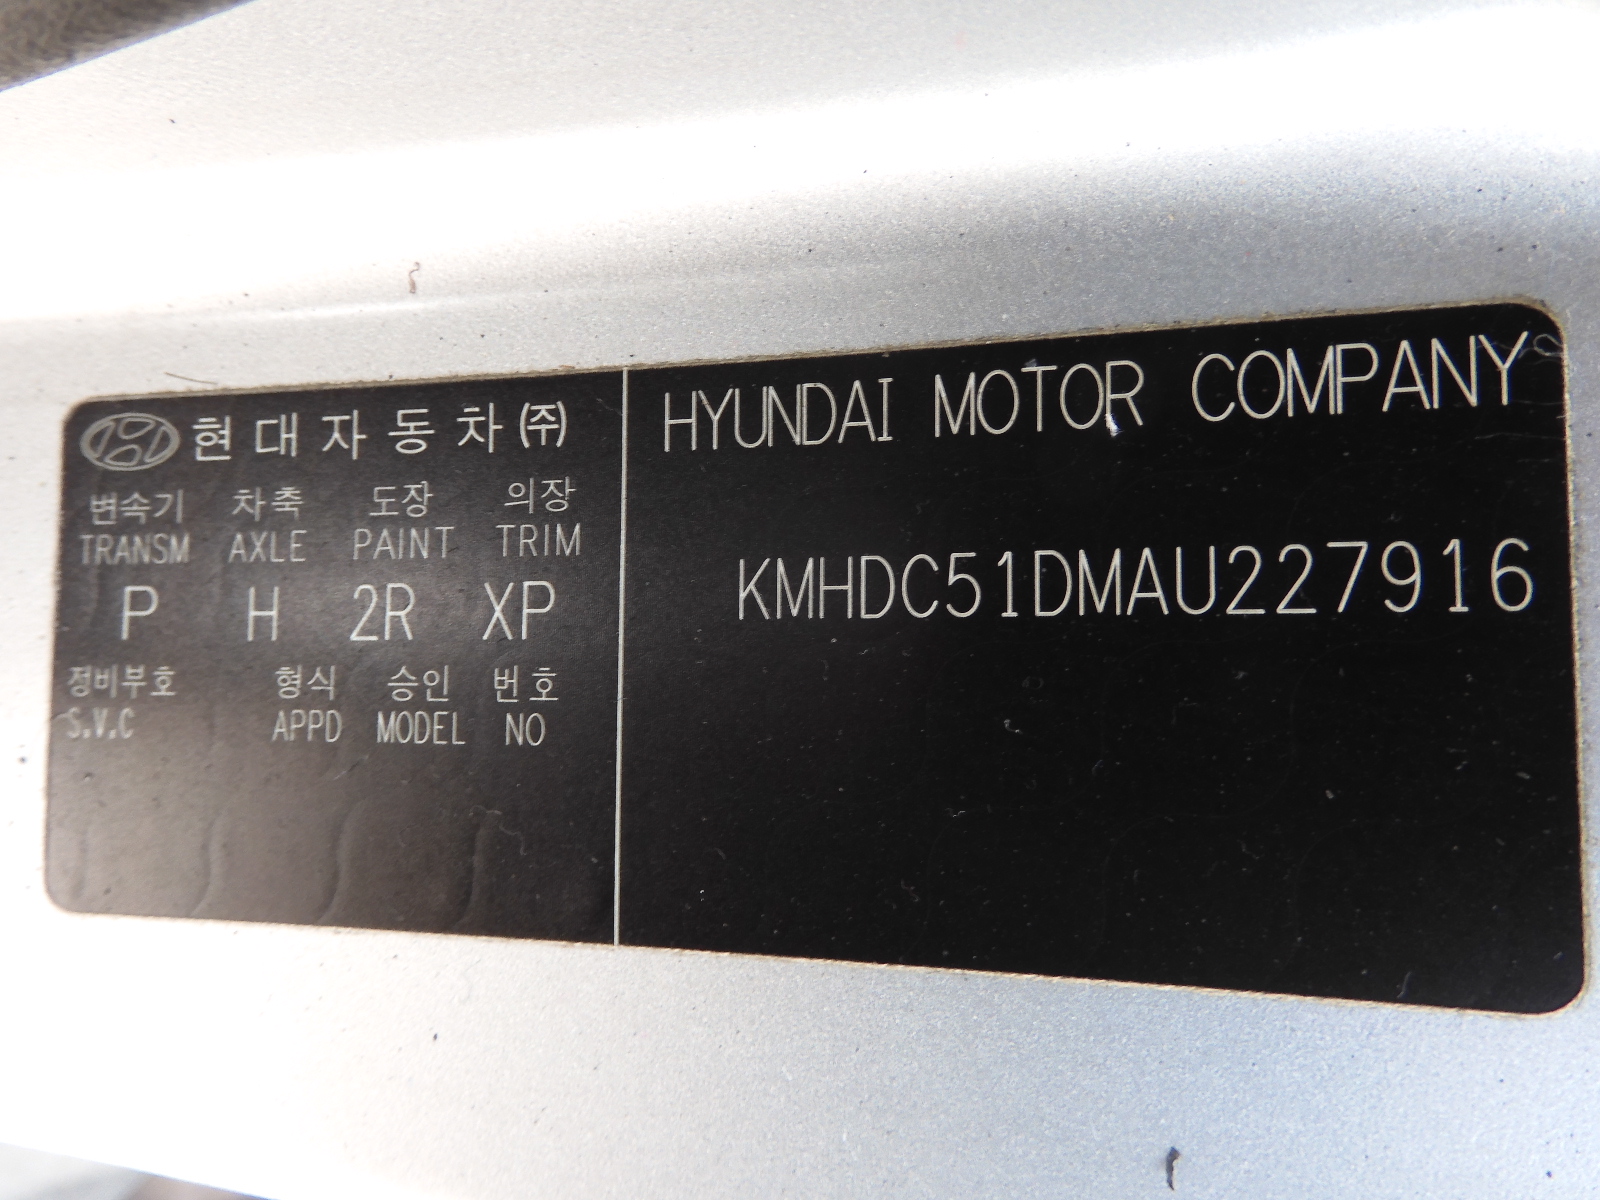 현대자동차㈜
변속기 차축 도장 의장
TRANSM AXLE PAINT TRIM
P H 2R XP
정비부호 형식 승인 번호
S.V.C APPD MODEL NO
HYUNDAI MOTOR COMPANY
KMHDC51DMAU227916